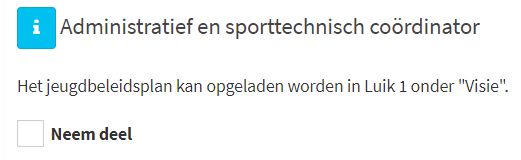 Administratief en sporttechnisch coördinator
Het jeugdbeleidsplan kan opgeladen worden in Luik 1 onder "Visie".
Neem deel